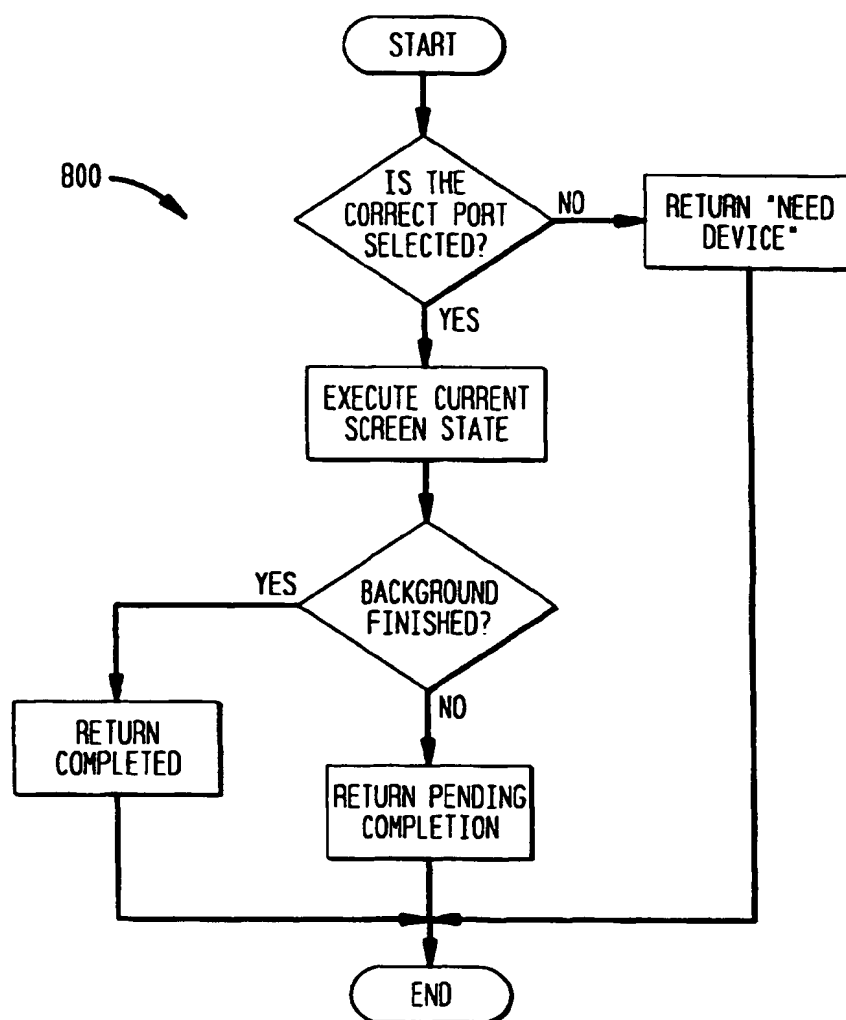 START
800
IS THE
CORRECT PORT
SELECTED?
NO
RETURN "NEED
DEVICE"
YES
EXECUTE CURRENT
SCREEN STATE
YES
BACKGROUND
FINISHED?
NO
RETURN
COMPLETED
RETURN PENDING
COMPLETION
END